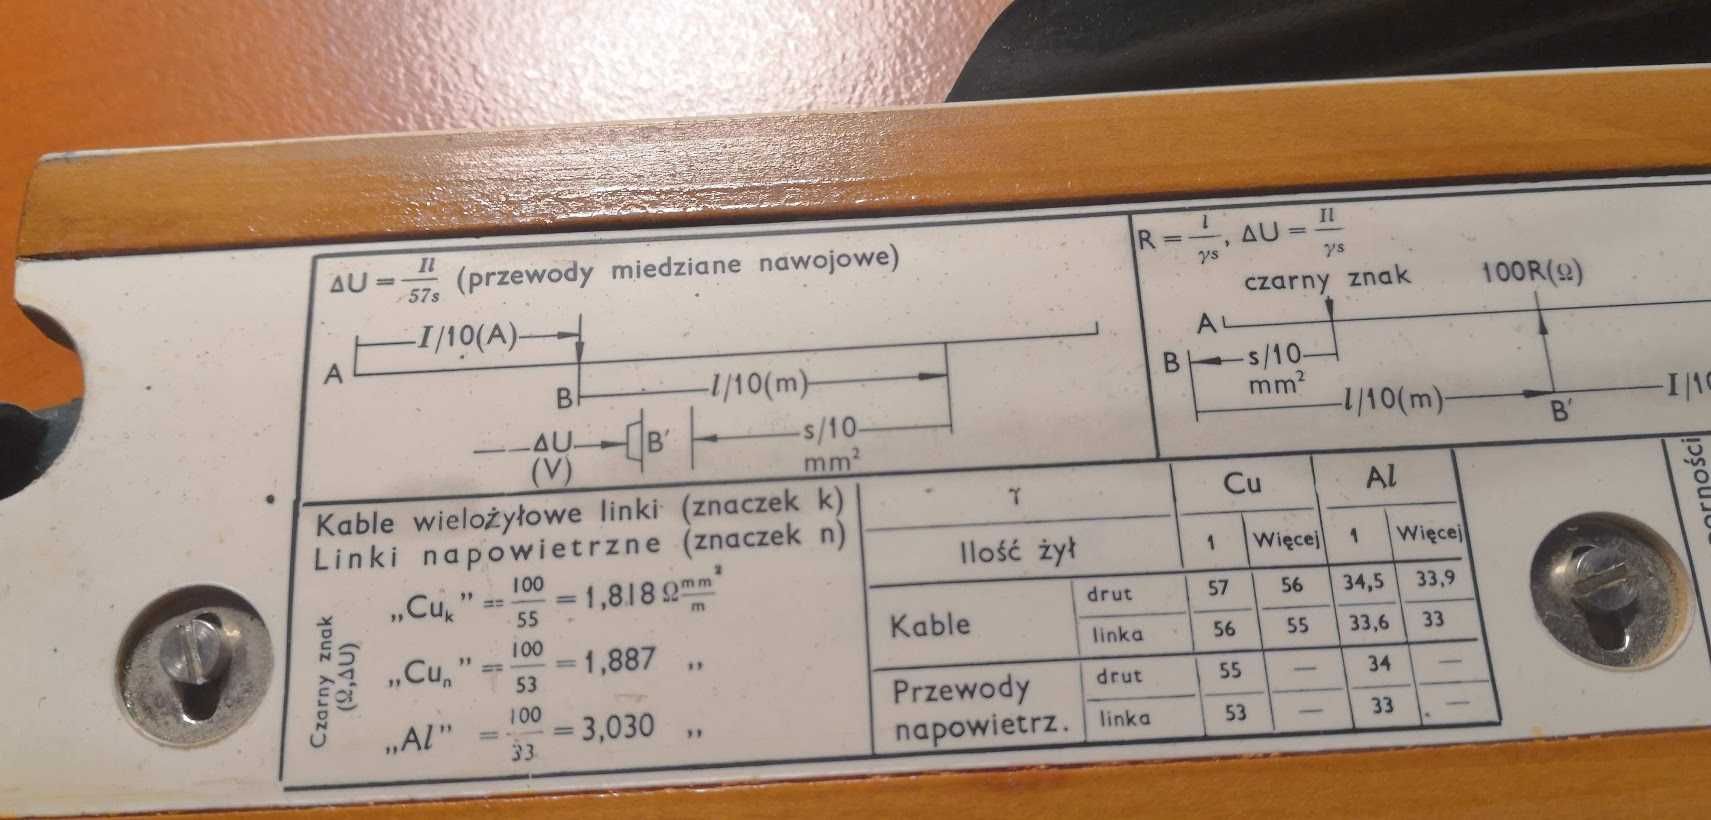 ΔU = Il/57s (przewody miedziane nawojowe)
I/10(A)
A
B
l/10(m)
ΔU
(V)
B′
s/10
mm²
R = l/γs, ΔU = Il/γs
czarny znak
100R(Ω)
A
B
s/10
mm²
l/10(m)
B′
Kable wielożyłowe linki (znaczek k)
Linki napowietrzne (znaczek n)
Czarny znak
(Ω,ΔU)
„Cuk” = 100/55 = 1,818 Ω mm²/m
„Cun” = 100/53 = 1,887 „
„Al” = 100/33 = 3,030 „
γ Cu Al
Ilość żył 1 Więcej 1 Więcej
Kable drut 57 56 34,5 33,9
linka 56 55 33,6 33
Przewody napowietrz. drut 55 — 34 —
linka 53 — 33 —